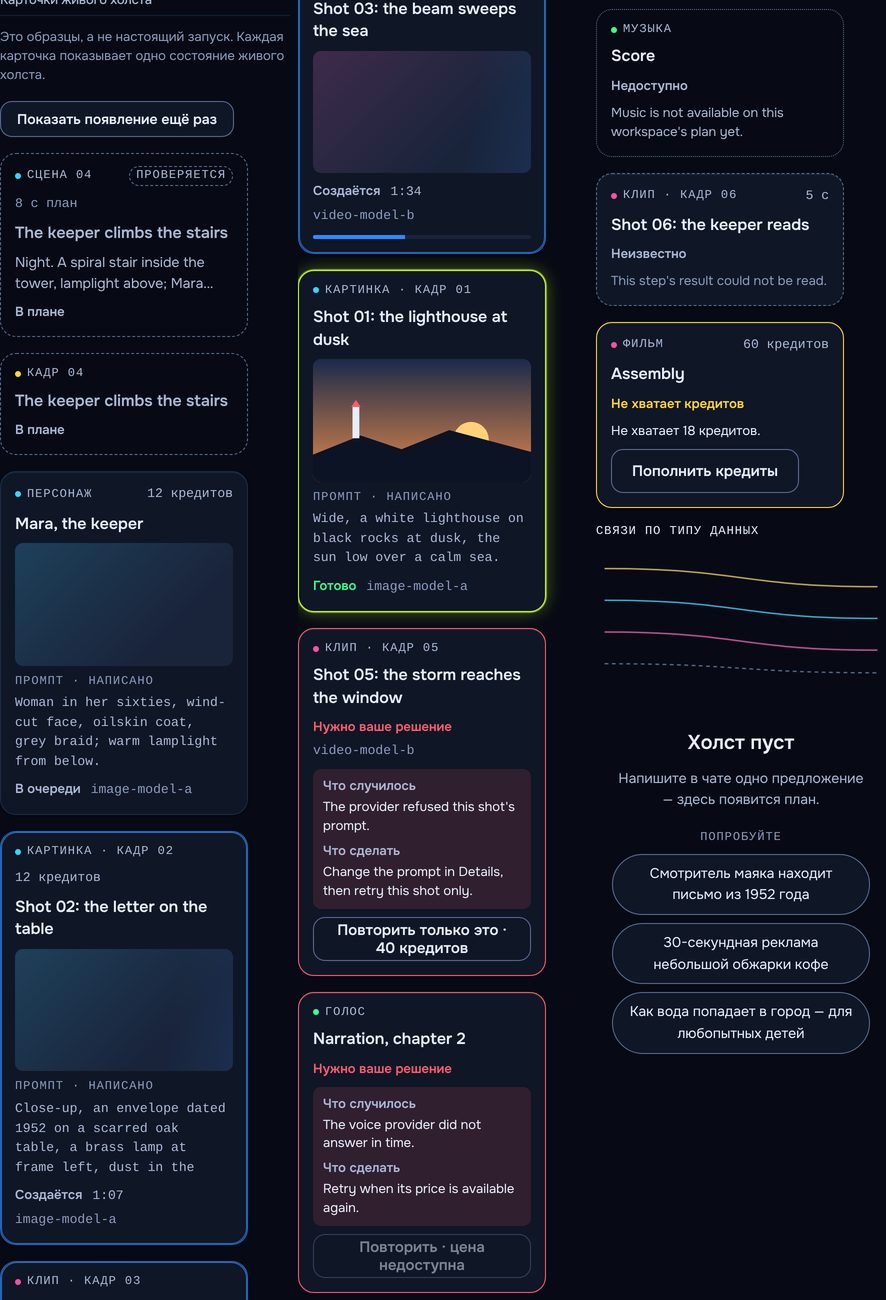 Карточки живого холста
Это образцы, а не настоящий запуск. Каждая
карточка показывает одно состояние живого
холста.
Показать появление ещё раз
СЦЕНА 04
ПРОВЕРЯЕТСЯ
8 с план
The keeper climbs the stairs
Night. A spiral stair inside the
tower, lamplight above; Mara…
В плане
КАДР 04
The keeper climbs the stairs
В плане
ПЕРСОНАЖ
12 кредитов
Mara, the keeper
ПРОМПТ · НАПИСАНО
Woman in her sixties, wind-
cut face, oilskin coat,
grey braid; warm lamplight
from below.
В очереди image-model-a
КАРТИНКА · КАДР 02
12 кредитов
Shot 02: the letter on the
table
ПРОМПТ · НАПИСАНО
Close-up, an envelope dated
1952 on a scarred oak
table, a brass lamp at
frame left, dust in the
Создаётся 1:07
image-model-a
КЛИП · КАДР 03
Shot 03: the beam sweeps
the sea
Создаётся 1:34
video-model-b
КАРТИНКА · КАДР 01
Shot 01: the lighthouse at
dusk
ПРОМПТ · НАПИСАНО
Wide, a white lighthouse on
black rocks at dusk, the
sun low over a calm sea.
Готово image-model-a
КЛИП · КАДР 05
Shot 05: the storm reaches
the window
Нужно ваше решение
video-model-b
Что случилось
The provider refused this shot's
prompt.
Что сделать
Change the prompt in Details,
then retry this shot only.
Повторить только это ·
40 кредитов
ГОЛОС
Narration, chapter 2
Нужно ваше решение
Что случилось
The voice provider did not
answer in time.
Что сделать
Retry when its price is available
again.
Повторить · цена
недоступна
МУЗЫКА
Score
Недоступно
Music is not available on this
workspace's plan yet.
КЛИП · КАДР 06
5 с
Shot 06: the keeper reads
Неизвестно
This step's result could not be read.
ФИЛЬМ
60 кредитов
Assembly
Не хватает кредитов
Не хватает 18 кредитов.
Пополнить кредиты
СВЯЗИ ПО ТИПУ ДАННЫХ
Холст пуст
Напишите в чате одно предложение
— здесь появится план.
ПОПРОБУЙТЕ
Смотритель маяка находит
письмо из 1952 года
30-секундная реклама
небольшой обжарки кофе
Как вода попадает в город — для
любопытных детей